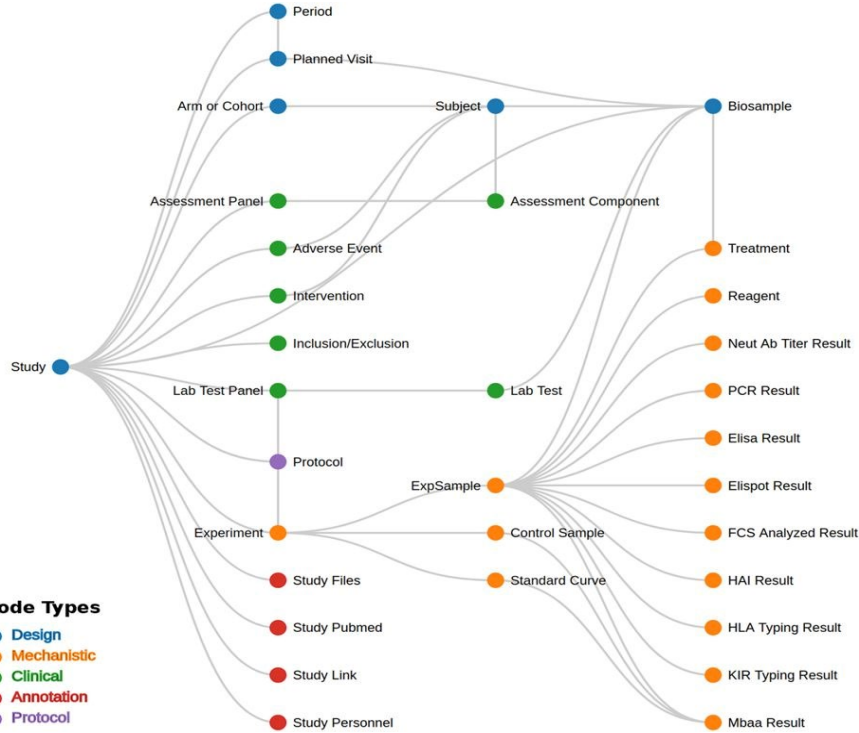 Period
Planned Visit
Arm or Cohort
Subject
Biosample
Assessment Panel
Assessment Component
Adverse Event
Treatment
Intervention
Reagent
Inclusion/Exclusion
Neut Ab Titer Result
Study
Lab Test Panel
Lab Test
PCR Result
Elisa Result
Protocol
ExpSample
Elispot Result
Experiment
Control Sample
FCS Analyzed Result
Study Files
Standard Curve
HAI Result
Study Pubmed
HLA Typing Result
Study Link
KIR Typing Result
Study Personnel
Mbaa Result
ode Types
Design
Mechanistic
Clinical
Annotation
Protocol